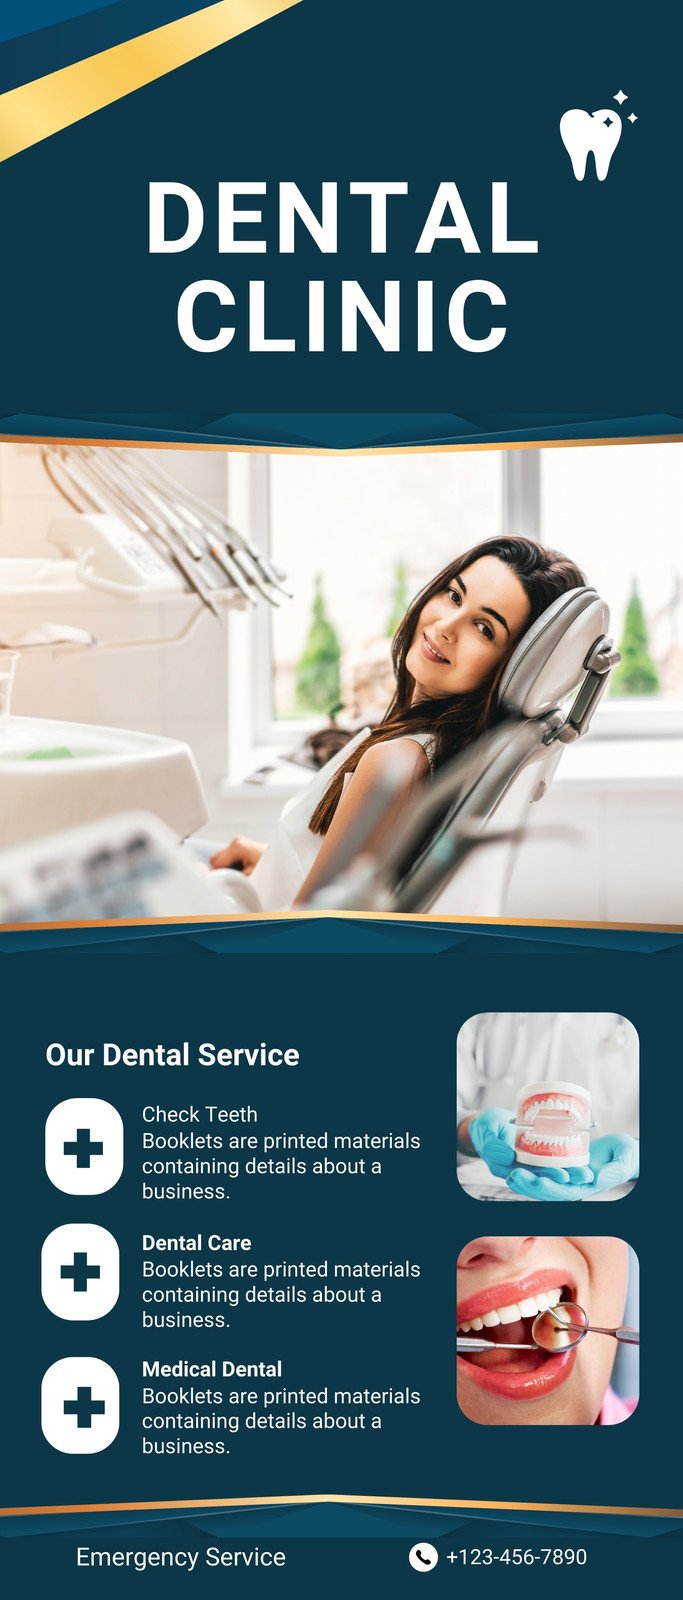 DENTAL
CLINIC
Our Dental Service
Check Teeth
Booklets are printed materials
containing details about a
business.
Dental Care
Booklets are printed materials
containing details about a
business.
Medical Dental
Booklets are printed materials
containing details about a
business.
Emergency Service
+123-456-7890